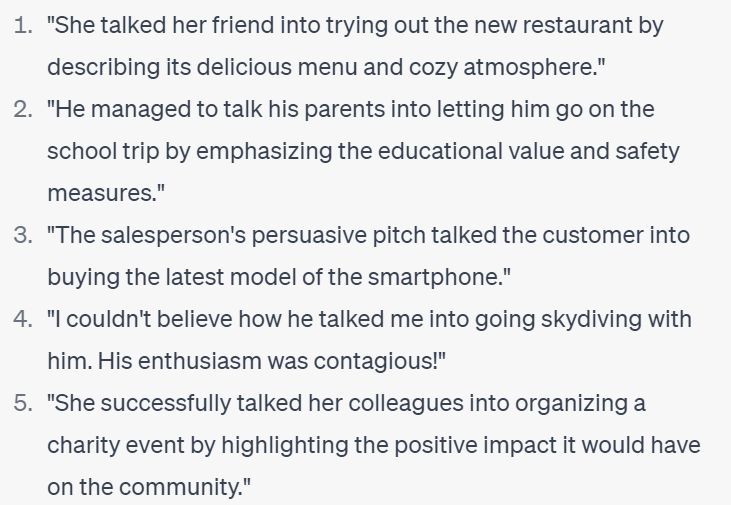 1. "She talked her friend into trying out the new restaurant by
describing its delicious menu and cozy atmosphere."
2. "He managed to talk his parents into letting him go on the
school trip by emphasizing the educational value and safety
measures."
3. "The salesperson's persuasive pitch talked the customer into
buying the latest model of the smartphone."
4. "I couldn't believe how he talked me into going skydiving with
him. His enthusiasm was contagious!"
5. "She successfully talked her colleagues into organizing a
charity event by highlighting the positive impact it would have
on the community."